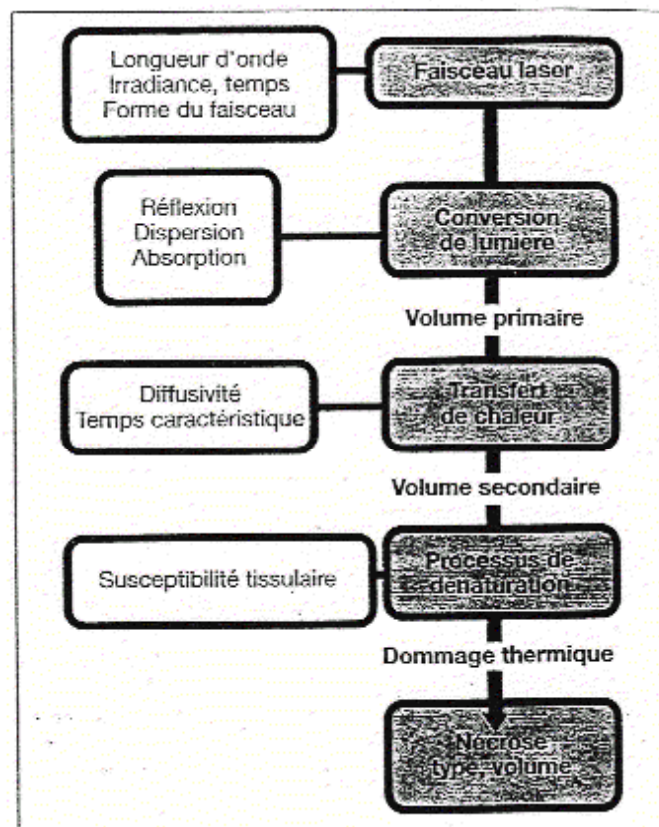 Longueur d'onde
Irradiance, temps
Forme du faisceau
Faisceau laser
Réflexion
Dispersion
Absorption
Conversion
de lumière
Volume primaire
Diffusivité
Temps caractéristique
Transfert
de chaleur
Volume secondaire
Susceptibilité tissulaire
Processus de
dénaturation
Dommage thermique
Nécrose
type, volume